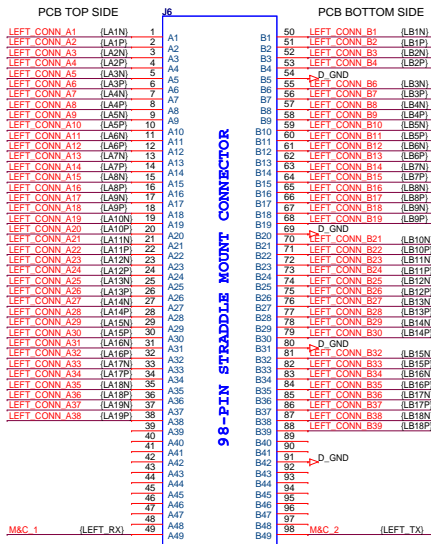 PCB TOP SIDE J6 PCB BOTTOM SIDE
LEFT_CONN_A1 {LA1N} 1 A1 B1 50 LEFT_CONN_B1 {LB1N}
LEFT_CONN_A2 {LA1P} 2 A2 B2 51 LEFT_CONN_B2 {LB1P}
LEFT_CONN_A3 {LA2N} 3 A3 B3 52 LEFT_CONN_B3 {LB2N}
LEFT_CONN_A4 {LA2P} 4 A4 B4 53 LEFT_CONN_B4 {LB2P}
LEFT_CONN_A5 {LA3N} 5 A5 B5 54 D_GND
LEFT_CONN_A6 {LA3P} 6 A6 B6 55 LEFT_CONN_B6 {LB3N}
LEFT_CONN_A7 {LA4N} 7 A7 B7 56 LEFT_CONN_B7 {LB3P}
LEFT_CONN_A8 {LA4P} 8 A8 B8 57 LEFT_CONN_B8 {LB4N}
LEFT_CONN_A9 {LA5N} 9 A9 B9 58 LEFT_CONN_B9 {LB4P}
LEFT_CONN_A10 {LA5P} 10 A10 B10 59 LEFT_CONN_B10 {LB5N}
LEFT_CONN_A11 {LA6N} 11 A11 B11 60 LEFT_CONN_B11 {LB5P}
LEFT_CONN_A12 {LA6P} 12 A12 B12 61 LEFT_CONN_B12 {LB6N}
LEFT_CONN_A13 {LA7N} 13 A13 B13 62 LEFT_CONN_B13 {LB6P}
LEFT_CONN_A14 {LA7P} 14 A14 B14 63 LEFT_CONN_B14 {LB7N}
LEFT_CONN_A15 {LA8N} 15 A15 B15 64 LEFT_CONN_B15 {LB7P}
LEFT_CONN_A16 {LA8P} 16 A16 B16 65 LEFT_CONN_B16 {LB8N}
LEFT_CONN_A17 {LA9N} 17 A17 B17 66 LEFT_CONN_B17 {LB8P}
LEFT_CONN_A18 {LA9P} 18 A18 B18 67 LEFT_CONN_B18 {LB9N}
LEFT_CONN_A19 {LA10N} 19 A19 B19 68 LEFT_CONN_B19 {LB9P}
LEFT_CONN_A20 {LA10P} 20 A20 B20 69 D_GND
LEFT_CONN_A21 {LA11N} 21 A21 B21 70 LEFT_CONN_B21 {LB10N
LEFT_CONN_A22 {LA11P} 22 A22 B22 71 LEFT_CONN_B22 {LB10P
LEFT_CONN_A23 {LA12N} 23 A23 B23 72 LEFT_CONN_B23 {LB11N
LEFT_CONN_A24 {LA12P} 24 A24 B24 73 LEFT_CONN_B24 {LB11P
LEFT_CONN_A25 {LA13N} 25 A25 B25 74 LEFT_CONN_B25 {LB12N
LEFT_CONN_A26 {LA13P} 26 A26 B26 75 LEFT_CONN_B26 {LB12P
LEFT_CONN_A27 {LA14N} 27 A27 B27 76 LEFT_CONN_B27 {LB13N
LEFT_CONN_A28 {LA14P} 28 A28 B28 77 LEFT_CONN_B28 {LB13P
LEFT_CONN_A29 {LA15N} 29 A29 B29 78 LEFT_CONN_B29 {LB14N
LEFT_CONN_A30 {LA15P} 30 A30 B30 79 LEFT_CONN_B30 {LB14P
LEFT_CONN_A31 {LA16N} 31 A31 B31 80 D_GND
LEFT_CONN_A32 {LA16P} 32 A32 B32 81 LEFT_CONN_B32 {LB15N
LEFT_CONN_A33 {LA17N} 33 A33 B33 82 LEFT_CONN_B33 {LB15P
LEFT_CONN_A34 {LA17P} 34 A34 B34 83 LEFT_CONN_B34 {LB16N
LEFT_CONN_A35 {LA18N} 35 A35 B35 84 LEFT_CONN_B35 {LB16P
LEFT_CONN_A36 {LA18P} 36 A36 B36 85 LEFT_CONN_B36 {LB17N
LEFT_CONN_A37 {LA19N} 37 A37 B37 86 LEFT_CONN_B37 {LB17P
LEFT_CONN_A38 {LA19P} 38 A38 B38 87 LEFT_CONN_B38 {LB18N
39 A39 B39 88 LEFT_CONN_B39 {LB18P
40 A40 B40 89
41 A41 B41 90
42 A42 B42 91 D_GND
43 A43 B43 92
44 A44 B44 93
45 A45 B45 94
46 A46 B46 95
47 A47 B47 96
48 A48 B48 97
M&C_1 {LEFT_RX} 49 A49 B49 98 M&C_2 {LEFT_TX}
98-PIN STRADDLE MOUNT CONNECTOR